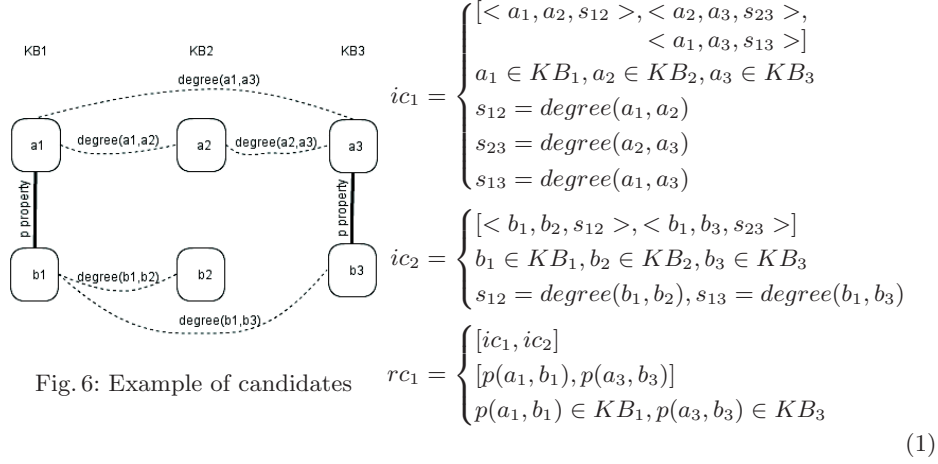 KB1 KB2 KB3
degree(a1,a3)
a1 degree(a1,a2) a2 degree(a2,a3) a3
p property p property
b1 degree(b1,b2) b2 b3
degree(b1,b3)
Fig. 6: Example of candidates
ic₁ = { [< a₁, a₂, s₁₂ >, < a₂, a₃, s₂₃ >,
< a₁, a₃, s₁₃ >]
a₁ ∈ KB₁, a₂ ∈ KB₂, a₃ ∈ KB₃
s₁₂ = degree(a₁, a₂)
s₂₃ = degree(a₂, a₃)
s₁₃ = degree(a₁, a₃)
ic₂ = { [< b₁, b₂, s₁₂ >, < b₁, b₃, s₂₃ >]
b₁ ∈ KB₁, b₂ ∈ KB₂, b₃ ∈ KB₃
s₁₂ = degree(b₁, b₂), s₁₃ = degree(b₁, b₃)
rc₁ = { [ic₁, ic₂]
[p(a₁, b₁), p(a₃, b₃)]
p(a₁, b₁) ∈ KB₁, p(a₃, b₃) ∈ KB₃
(1)